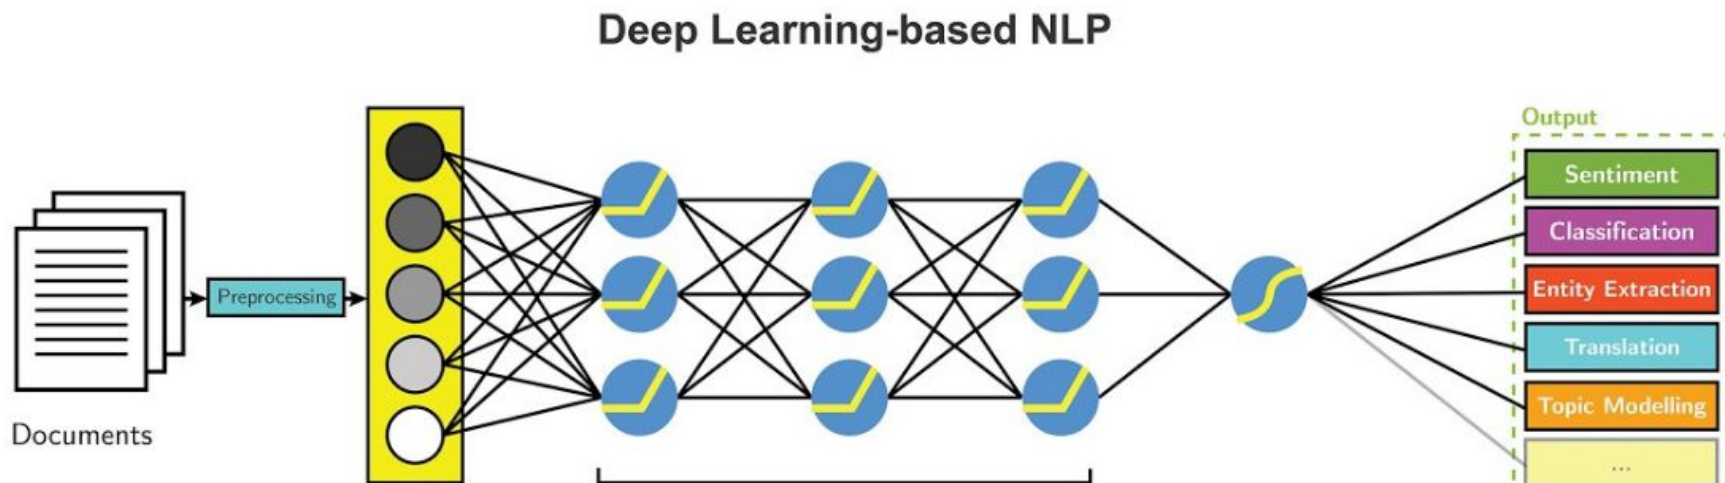 Deep Learning-based NLP
Documents
Preprocessing
Output
Sentiment
Classification
Entity Extraction
Translation
Topic Modelling
...